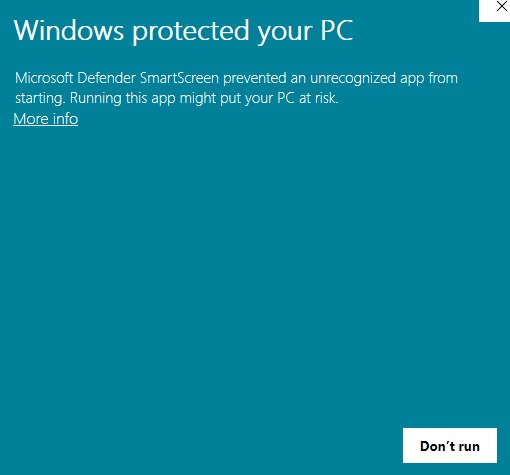 Windows protected your PC
Microsoft Defender SmartScreen prevented an unrecognized app from
starting. Running this app might put your PC at risk.
More info
Don't run